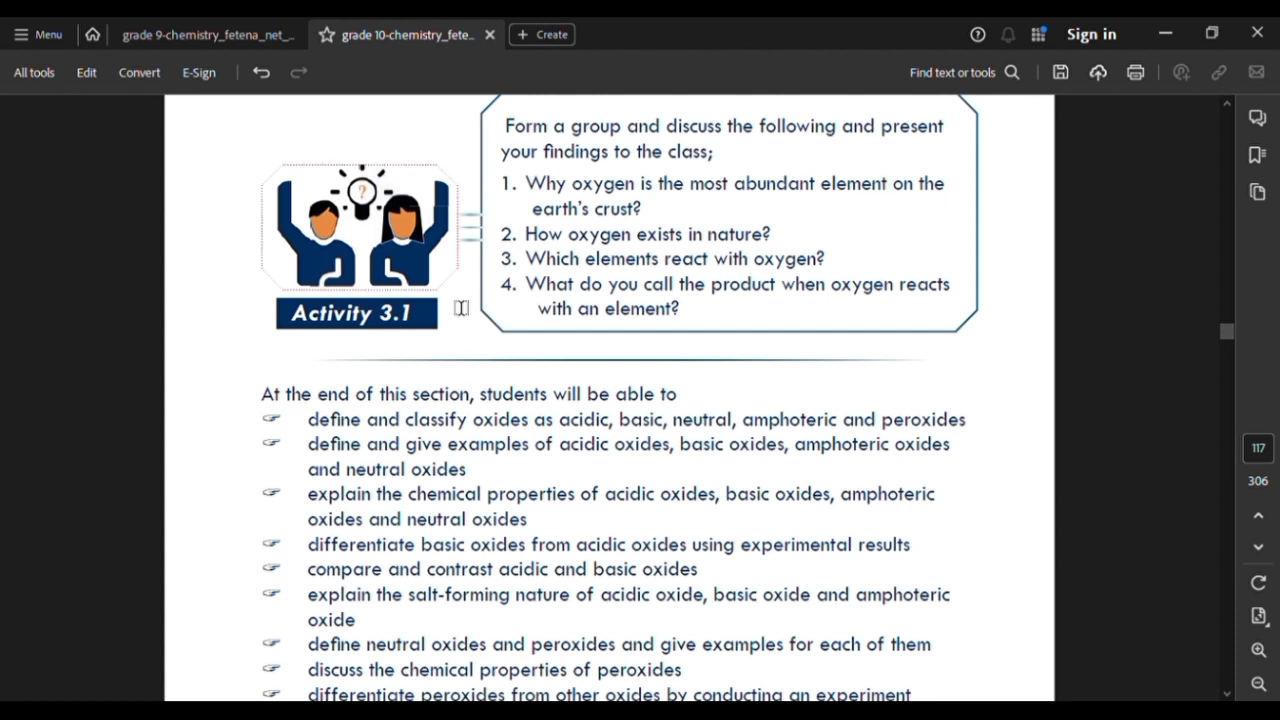 Menu
grade 9-chemistry_fetena_net_...
grade 10-chemistry_fete...
Create
Sign in
All tools
Edit
Convert
E-Sign
Find text or tools
Form a group and discuss the following and present
your findings to the class;
1. Why oxygen is the most abundant element on the
earth's crust?
2. How oxygen exists in nature?
3. Which elements react with oxygen?
4. What do you call the product when oxygen reacts
with an element?
?
Activity 3.1
At the end of this section, students will be able to
☞ define and classify oxides as acidic, basic, neutral, amphoteric and peroxides
☞ define and give examples of acidic oxides, basic oxides, amphoteric oxides
and neutral oxides
☞ explain the chemical properties of acidic oxides, basic oxides, amphoteric
oxides and neutral oxides
☞ differentiate basic oxides from acidic oxides using experimental results
☞ compare and contrast acidic and basic oxides
☞ explain the salt-forming nature of acidic oxide, basic oxide and amphoteric
oxide
☞ define neutral oxides and peroxides and give examples for each of them
☞ discuss the chemical properties of peroxides
☞ differentiate peroxides from other oxides by conducting an experiment
117
306